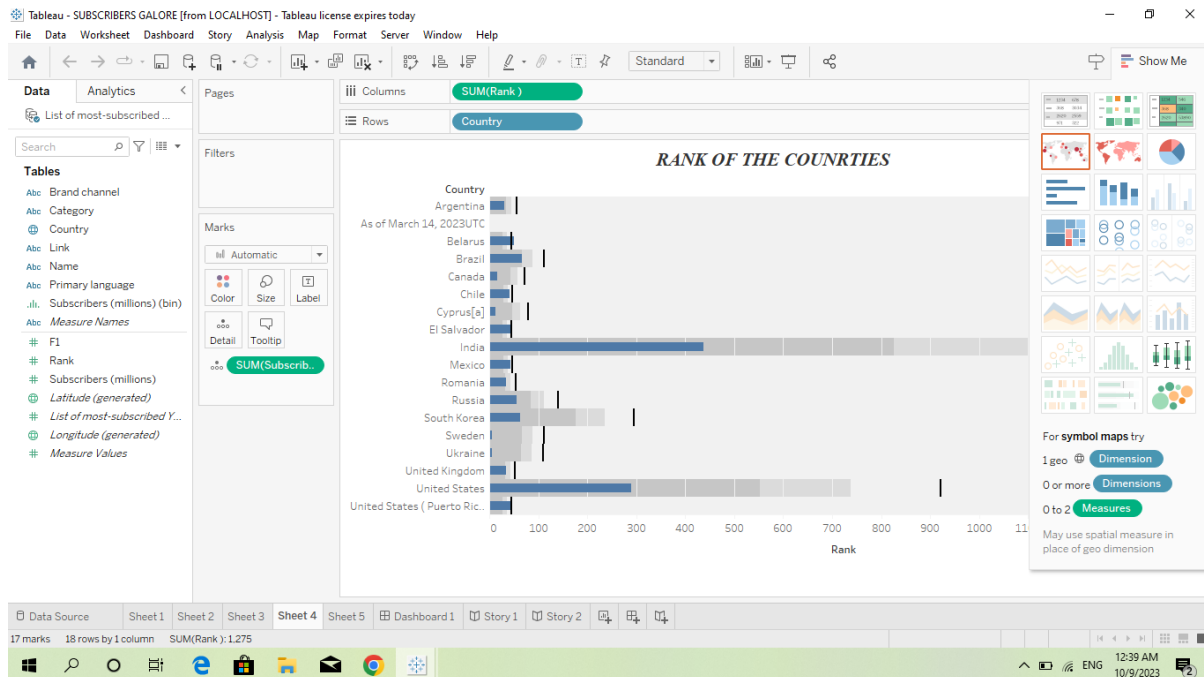 Tableau - SUBSCRIBERS GALORE [from LOCALHOST] - Tableau license expires today
File Data Worksheet Dashboard Story Analysis Map Format Server Window Help
Standard
Show Me
Data Analytics
List of most-subscribed ...
Search
Tables
Abc Brand channel
Abc Category
Country
Abc Link
Abc Name
Abc Primary language
Subscribers (millions) (bin)
Abc Measure Names
# F1
# Rank
# Subscribers (millions)
Latitude (generated)
# List of most-subscribed Y...
Longitude (generated)
# Measure Values
Pages
Filters
Marks
Automatic
Color Size Label
Detail Tooltip
SUM(Subscrib..
Columns SUM(Rank )
Rows Country
RANK OF THE COUNRTIES
Country
Argentina
As of March 14, 2023UTC
Belarus
Brazil
Canada
Chile
Cyprus[a]
El Salvador
India
Mexico
Romania
Russia
South Korea
Sweden
Ukraine
United Kingdom
United States
United States ( Puerto Ric..
0 100 200 300 400 500 600 700 800 900 1000
Rank
For symbol maps try
1 geo Dimension
0 or more Dimensions
0 to 2 Measures
May use spatial measure in
place of geo dimension
Data Source Sheet 1 Sheet 2 Sheet 3 Sheet 4 Sheet 5 Dashboard 1 Story 1 Story 2
17 marks 18 rows by 1 column SUM(Rank ): 1,275
ENG
12:39 AM
10/9/2023
2